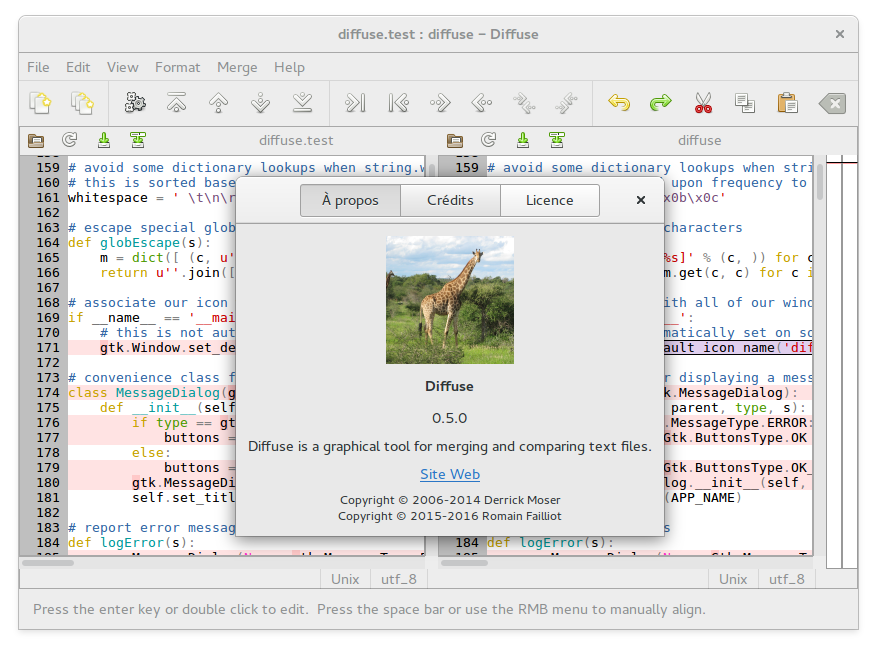 diffuse.test : diffuse – Diffuse
File Edit View Format Merge Help
diffuse.test
diffuse
159 # avoid some dictionary lookups when string.w
160 # this is sorted base
161 whitespace = ' \t\n\r
162
163 # escape special glob
164 def globEscape(s):
165 m = dict([ (c, u'
166 return u''.join([
167
168 # associate our icon
169 if __name__ == '__mai
170 # this is not aut
171 gtk.Window.set_de
172
173 # convenience class f
174 class MessageDialog(g
175 def __init__(self
176 if type == gt
177 buttons =
178 else:
179 buttons =
180 gtk.MessageDi
181 self.set_titl
182
183 # report error messag
184 def logError(s):
159 # avoid some dictionary lookups when stri
upon frequency to
x0b\x0c'
characters
%s]' % (c, )) for c
m.get(c, c) for c i
ith all of our wind
__':
matically set on so
ault_icon_name('dif
r displaying a mess
k.MessageDialog):
parent, type, s):
.MessageType.ERROR:
Gtk.ButtonsType.OK
Gtk.ButtonsType.OK_
log.__init__(self,
(APP_NAME)
s
184 def logError(s):
À propos
Crédits
Licence
Diffuse
0.5.0
Diffuse is a graphical tool for merging and comparing text files.
Site Web
Copyright © 2006-2014 Derrick Moser
Copyright © 2015-2016 Romain Failliot
Unix utf_8
Unix utf_8
Press the enter key or double click to edit. Press the space bar or use the RMB menu to manually align.